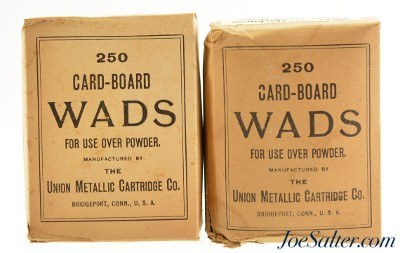 250
CARD-BOARD
WADS
FOR USE OVER POWDER.
MANUFACTURED BY
THE
UNION METALLIC CARTRIDGE CO.
BRIDGEPORT, CONN., U. S. A.
250
CARD-BOARD
WADS
FOR USE OVER POWDER.
MANUFACTURED BY
THE
UNION METALLIC CARTRIDGE CO.
BRIDGEPORT, CONN., U. S. A.
JoeSalter.com